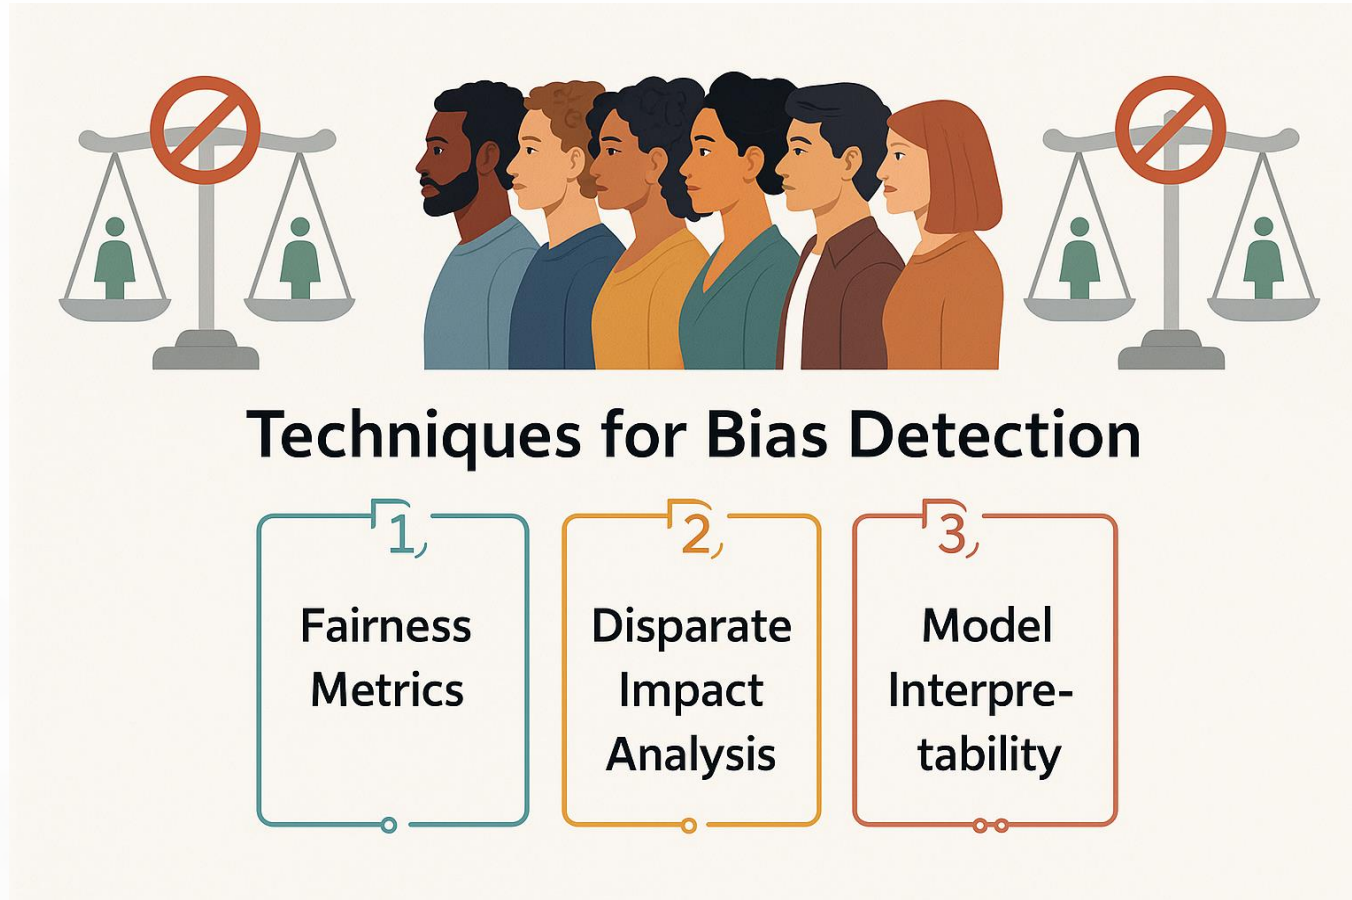 Techniques for Bias Detection
1
Fairness
Metrics
2
Disparate
Impact
Analysis
3
Model
Interpre-
tability